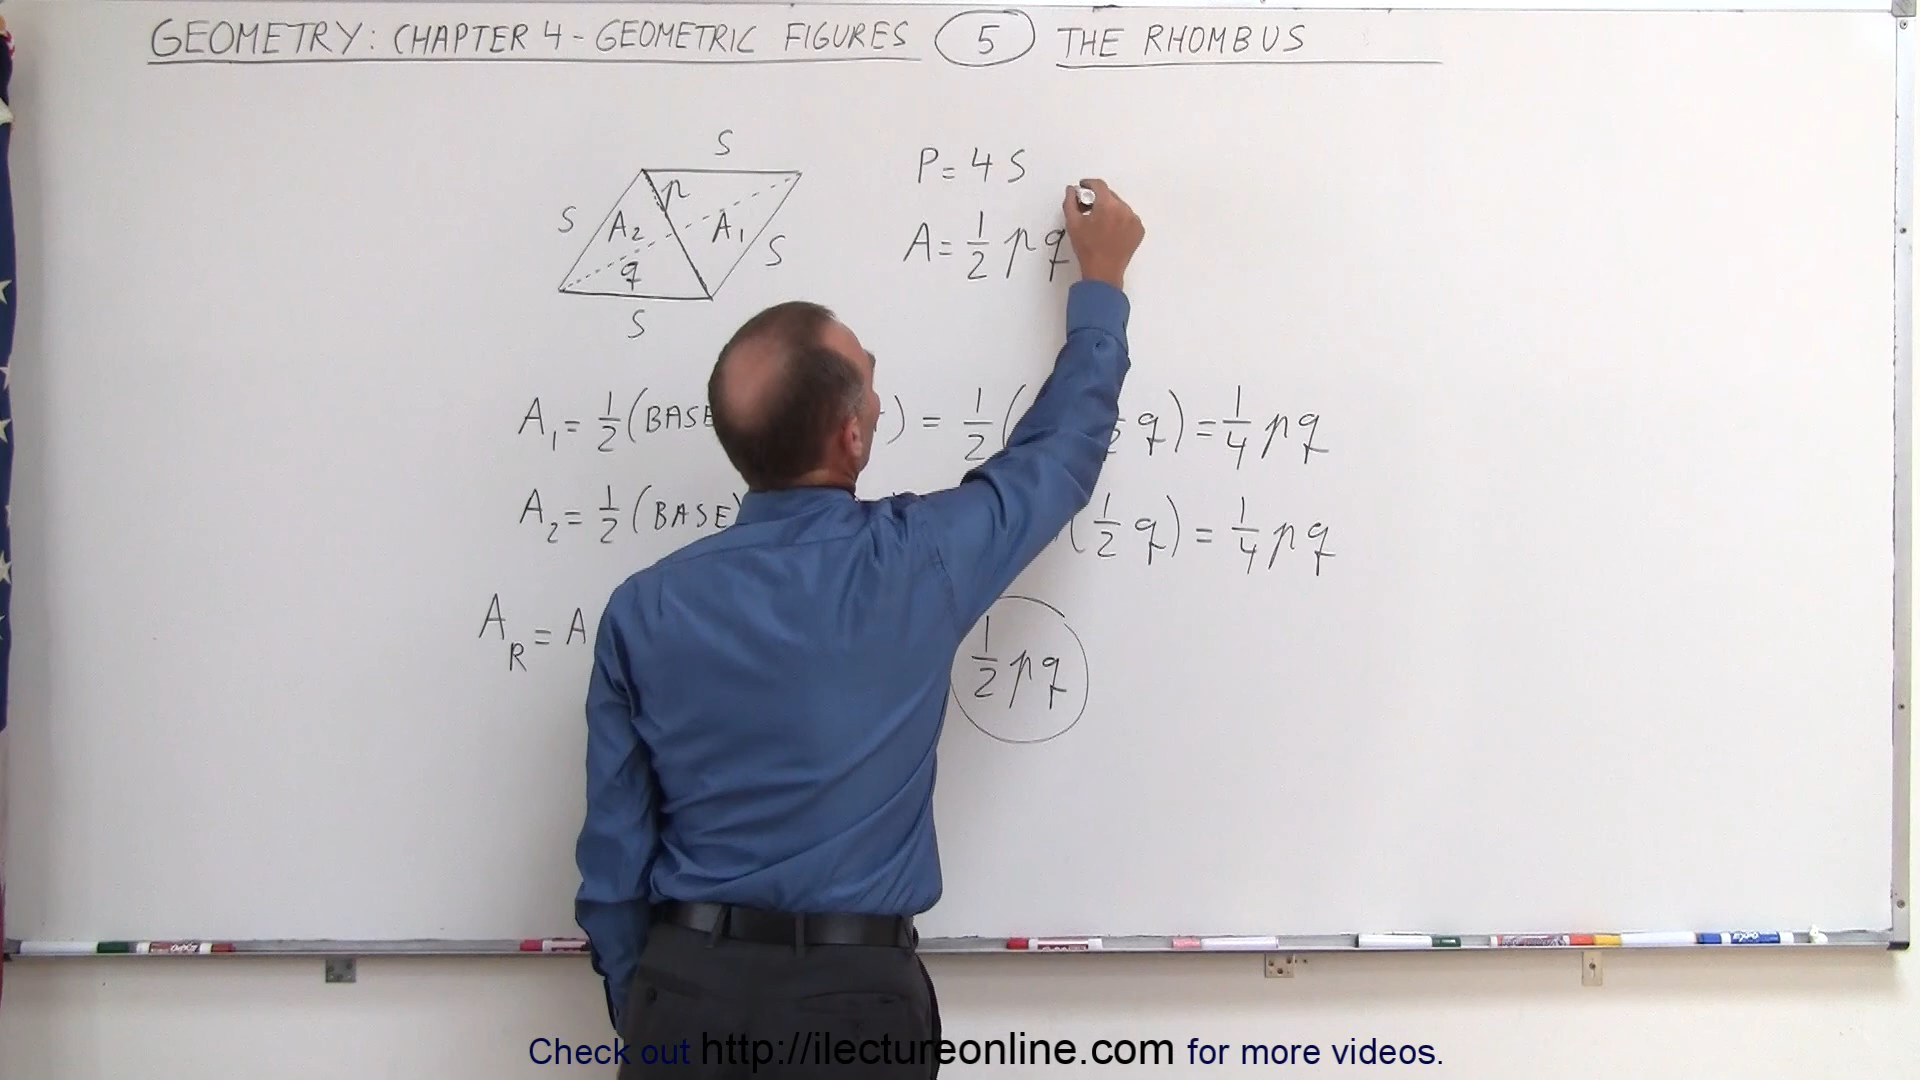 GEOMETRY: CHAPTER 4 - GEOMETRIC FIGURES 5 THE RHOMBUS
S
P = 4 S
p
S A2 A1 S
A = 1/2 p q
q
S
A1 = 1/2 (BASE ) = 1/2 ( q) = 1/4 p q
A2 = 1/2 (BASE) (1/2 q) = 1/4 p q
AR = A 1/2 p q
Check out http://ilectureonline.com for more videos.